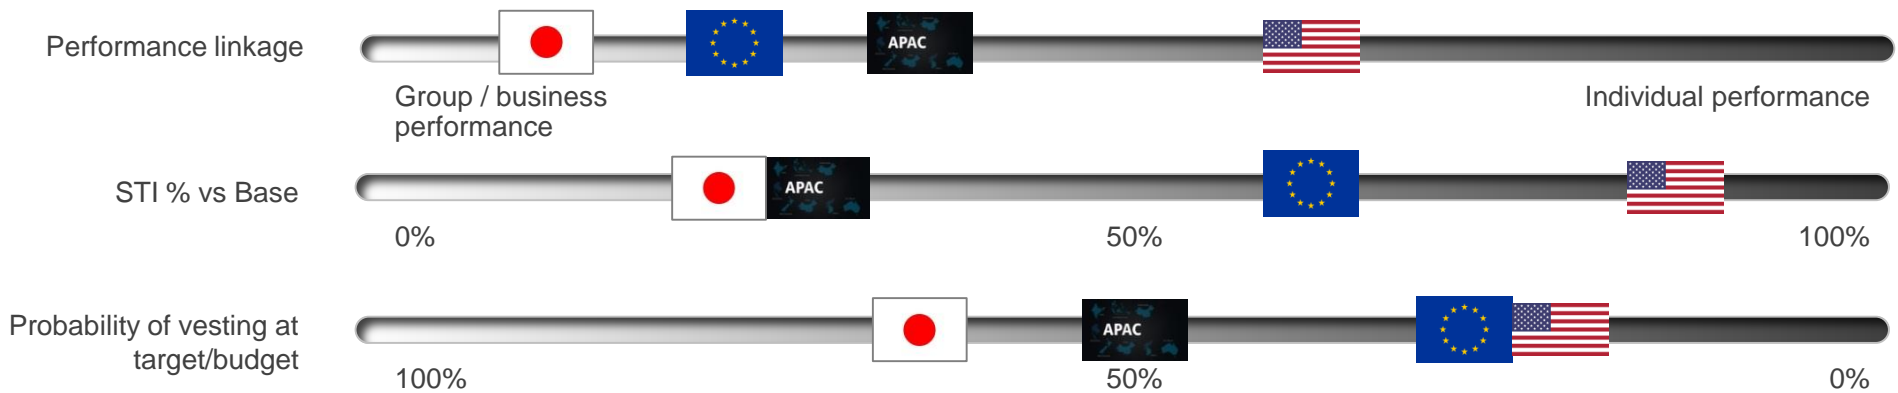 Performance linkage
APAC
Group / business
performance
Individual performance
STI % vs Base
APAC
0%
50%
100%
Probability of vesting at
target/budget
APAC
100%
50%
0%